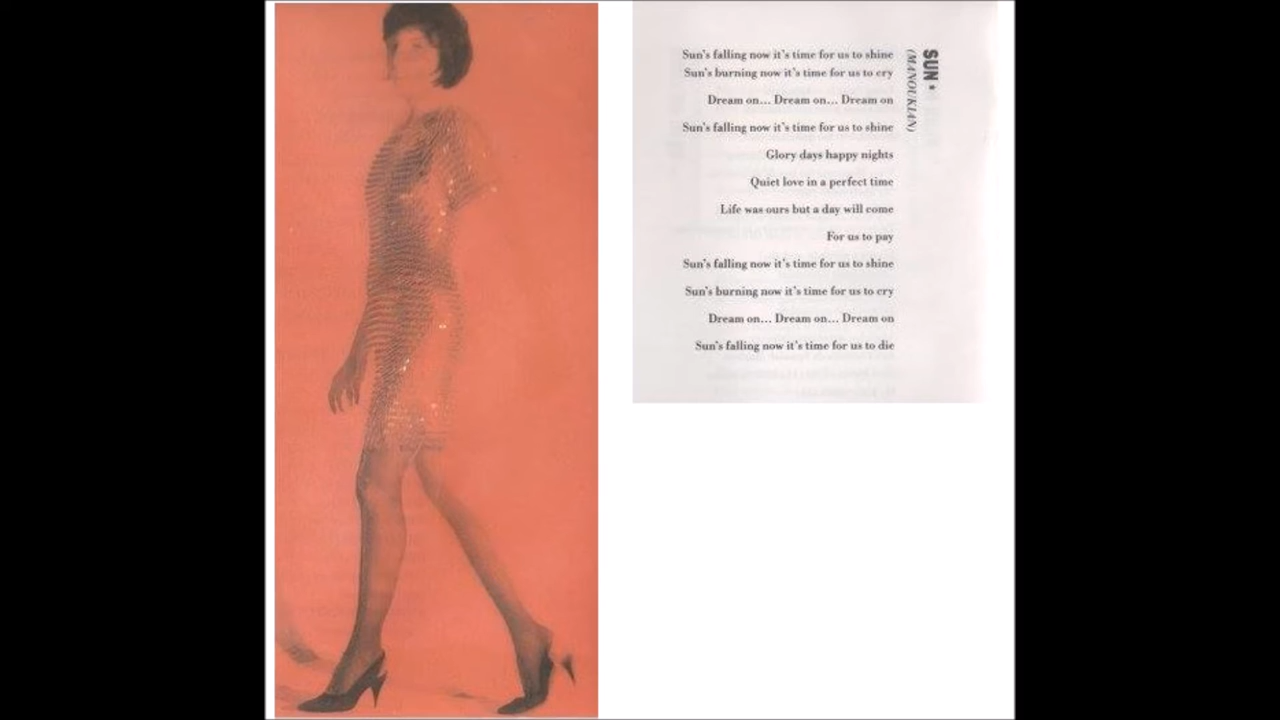 SUN *
(MANOUKIAN)
Sun's falling now it's time for us to shine
Sun's burning now it's time for us to cry
Dream on... Dream on... Dream on
Sun's falling now it's time for us to shine
Glory days happy nights
Quiet love in a perfect time
Life was ours but a day will come
For us to pay
Sun's falling now it's time for us to shine
Sun's burning now it's time for us to cry
Dream on... Dream on... Dream on
Sun's falling now it's time for us to die